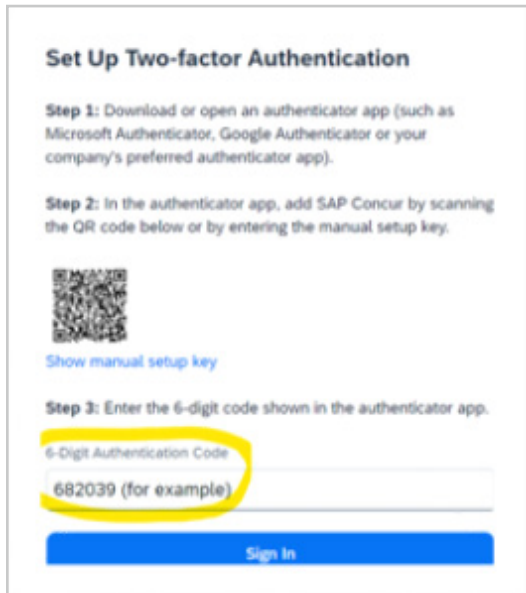 Set Up Two-factor Authentication
Step 1: Download or open an authenticator app (such as
Microsoft Authenticator, Google Authenticator or your
company's preferred authenticator app).
Step 2: In the authenticator app, add SAP Concur by scanning
the QR code below or by entering the manual setup key.
Show manual setup key
Step 3: Enter the 6-digit code shown in the authenticator app.
6-Digit Authentication Code
682039 (for example)
Sign In